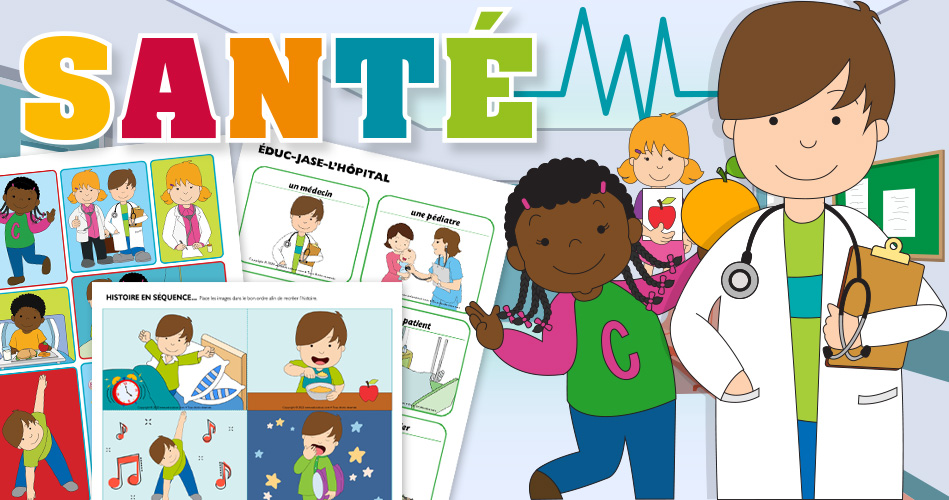 SANTÉ
ÉDUC-JASE-L'HÔPITAL
un médecin
une pédiatre
patient
HISTOIRE EN SÉQUENCE... Place les images dans le bon ordre afin de recréer l'histoire.
C
C